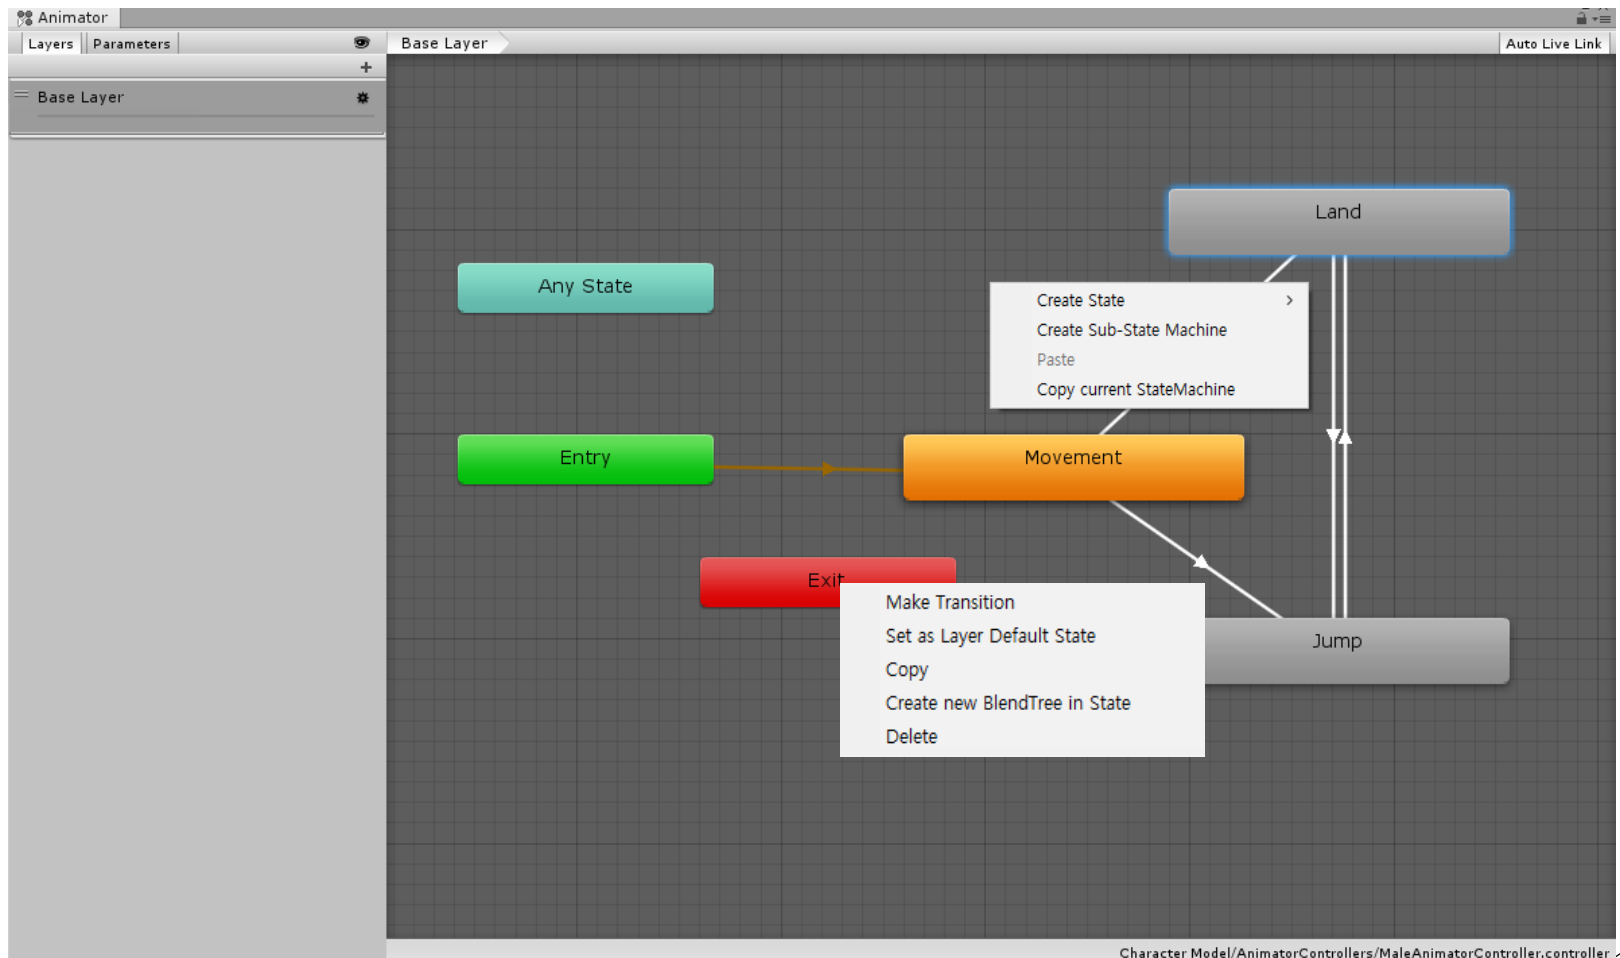 Animator
Layers Parameters
Base Layer
Auto Live Link
Base Layer
Land
Any State
Create State
Create Sub-State Machine
Paste
Copy current StateMachine
Entry
Movement
Exit
Make Transition
Set as Layer Default State
Copy
Create new BlendTree in State
Delete
Jump
Character Model/AnimatorControllers/MaleAnimatorController.controller